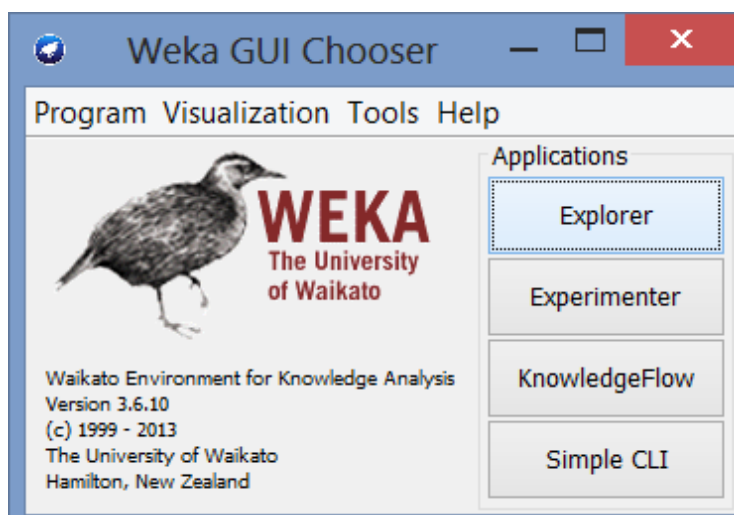 Weka GUI Chooser
Program Visualization Tools Help
WEKA
The University
of Waikato
Waikato Environment for Knowledge Analysis
Version 3.6.10
(c) 1999 - 2013
The University of Waikato
Hamilton, New Zealand
Applications
Explorer
Experimenter
KnowledgeFlow
Simple CLI